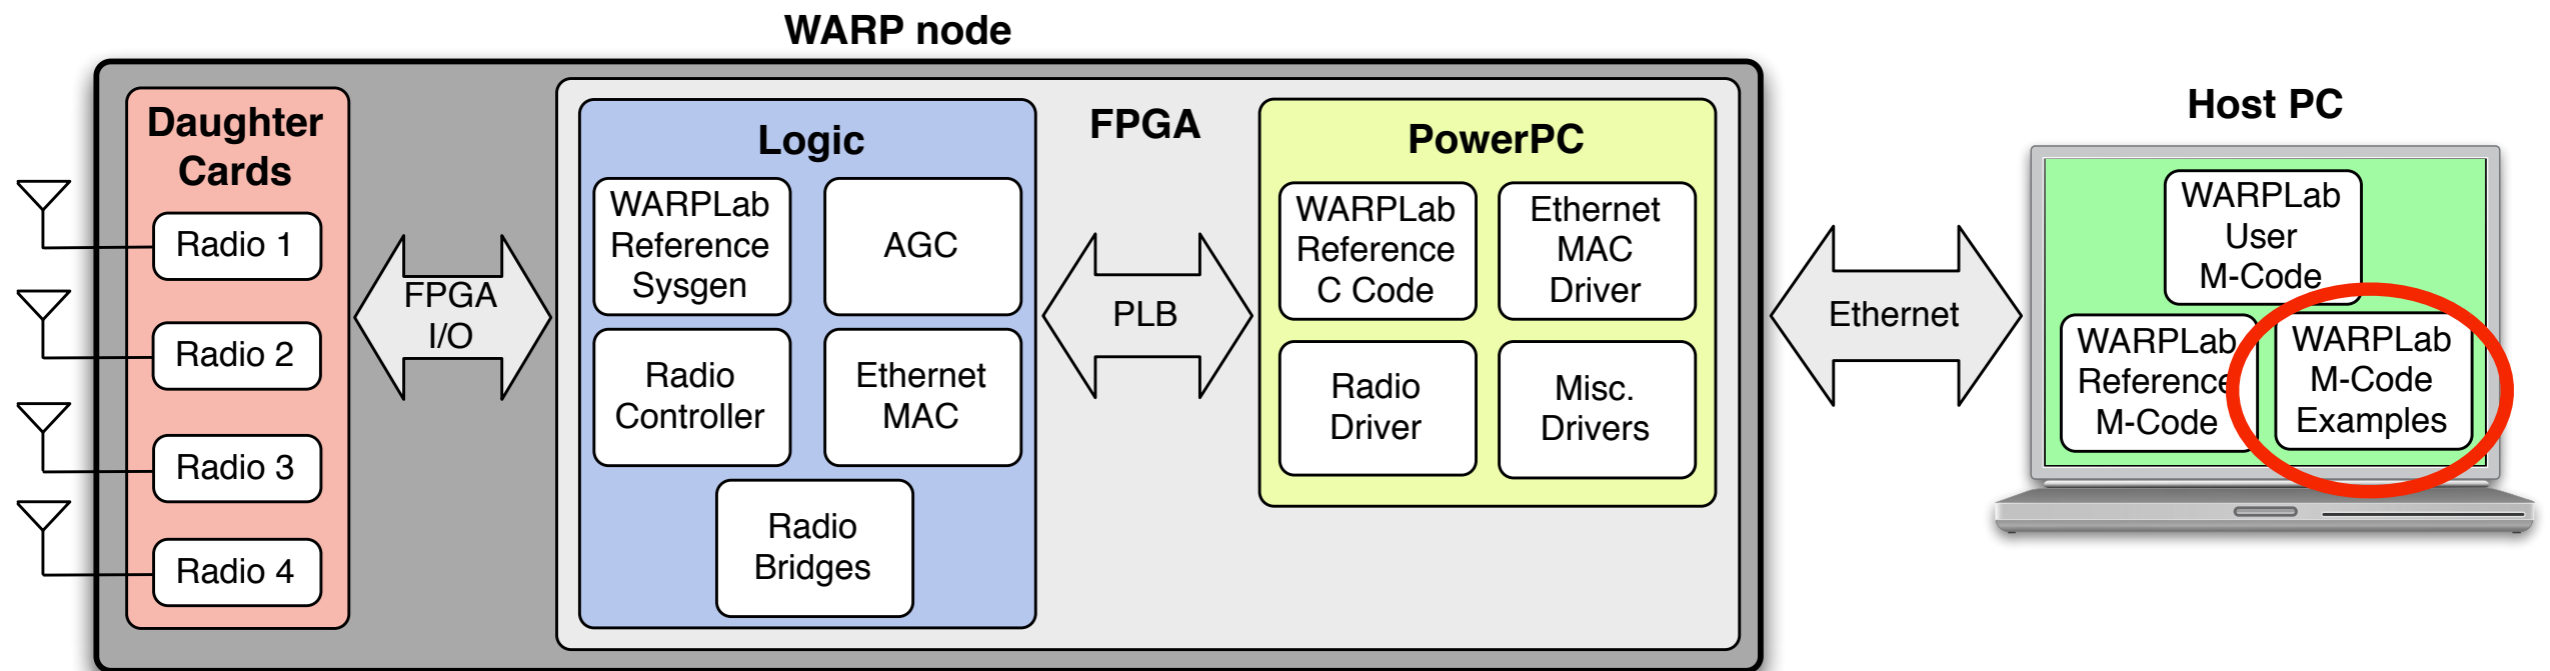 WARP node
Daughter
Cards
Radio 1
Radio 2
Radio 3
Radio 4
FPGA
I/O
FPGA
Logic
WARPLab
Reference
Sysgen
AGC
Radio
Controller
Ethernet
MAC
Radio
Bridges
PLB
PowerPC
WARPLab
Reference
C Code
Ethernet
MAC
Driver
Radio
Driver
Misc.
Drivers
Ethernet
Host PC
WARPLab
User
M-Code
WARPLab
Reference
M-Code
WARPLab
M-Code
Examples